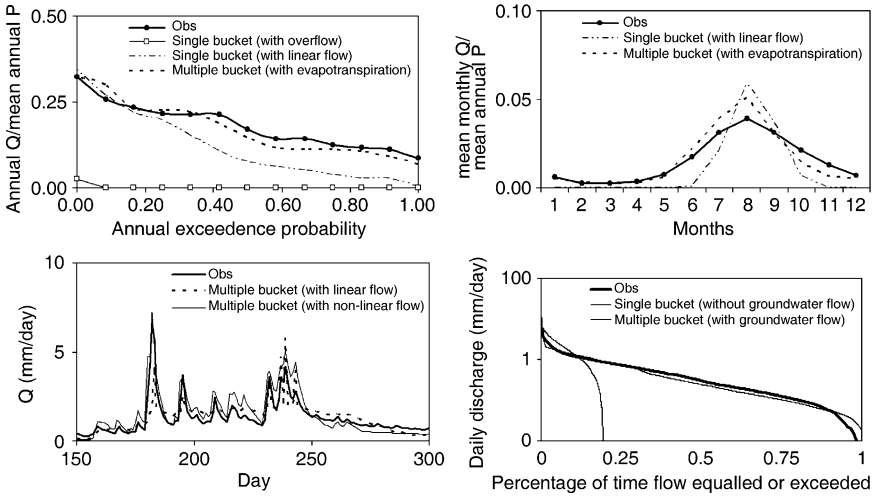 Annual Q/mean annual P
0.50
0.25
0.00
Obs
Single bucket (with overflow)
Single bucket (with linear flow)
Multiple bucket (with evapotranspiration)
0.00 0.20 0.40 0.60 0.80 1.00
Annual exceedence probability
mean monthly Q/
mean annual P
0.10
0.05
0.00
Obs
Single bucket (with linear flow)
Multiple bucket (with evapotranspiration)
1 2 3 4 5 6 7 8 9 10 11 12
Months
Q (mm/day)
10
5
0
Obs
Multiple bucket (with linear flow)
Multiple bucket (with non-linear flow)
150 200 250 300
Day
Daily discharge (mm/day)
100
1
0
Obs
Single bucket (without groundwater flow)
Multiple bucket (with groundwater flow)
0 0.25 0.5 0.75 1
Percentage of time flow equalled or exceeded